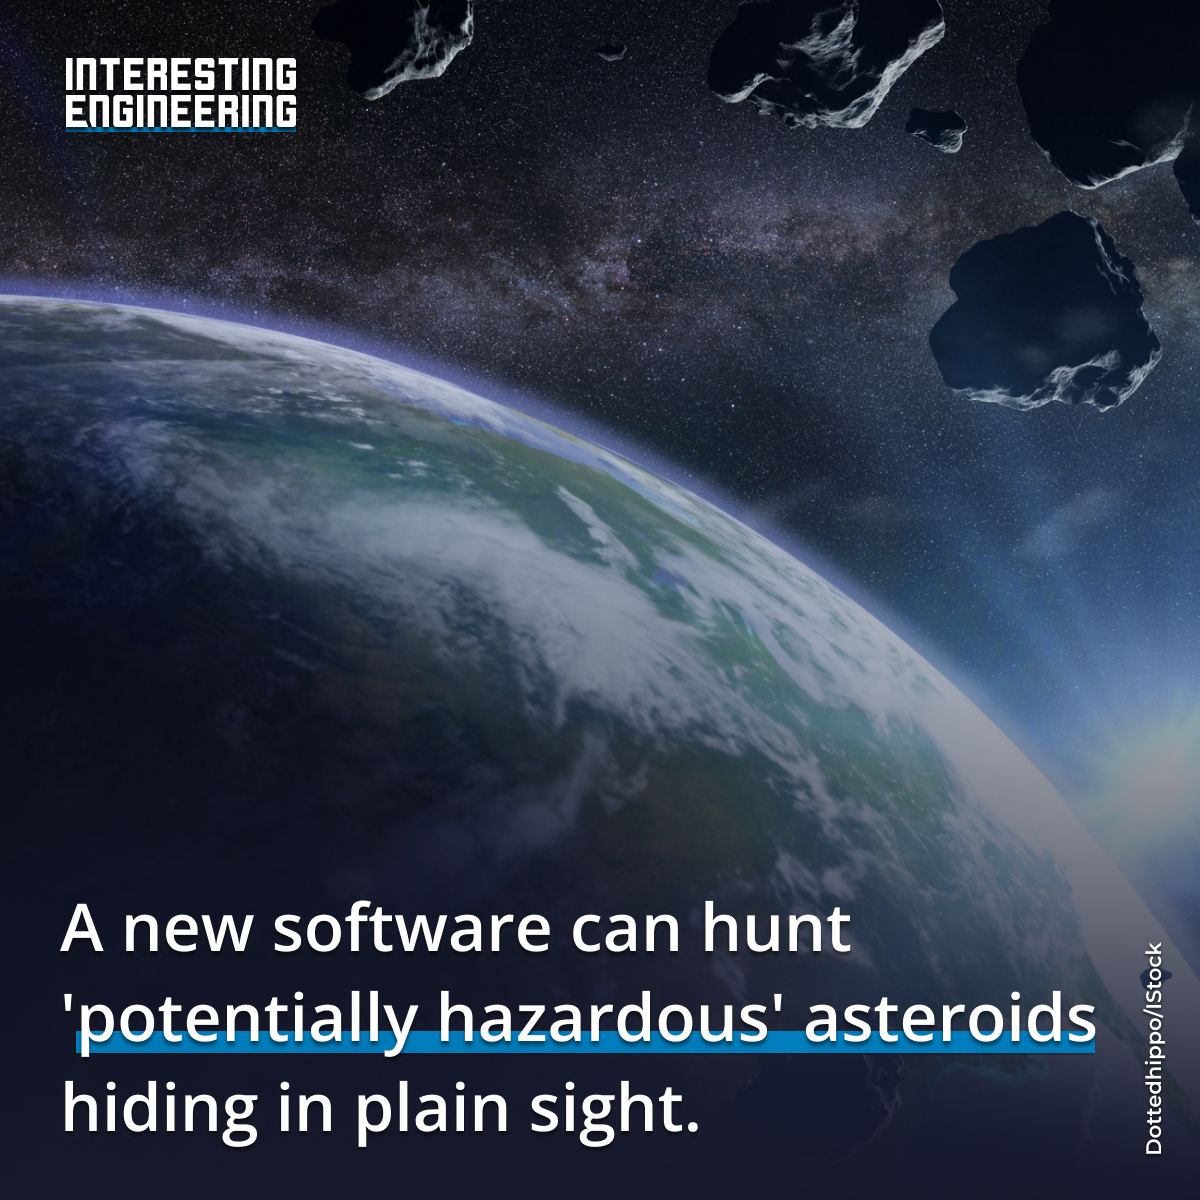 INTERESTING
ENGINEERING
A new software can hunt
'potentially hazardous' asteroids
hiding in plain sight.
Dottedhippo/IStock